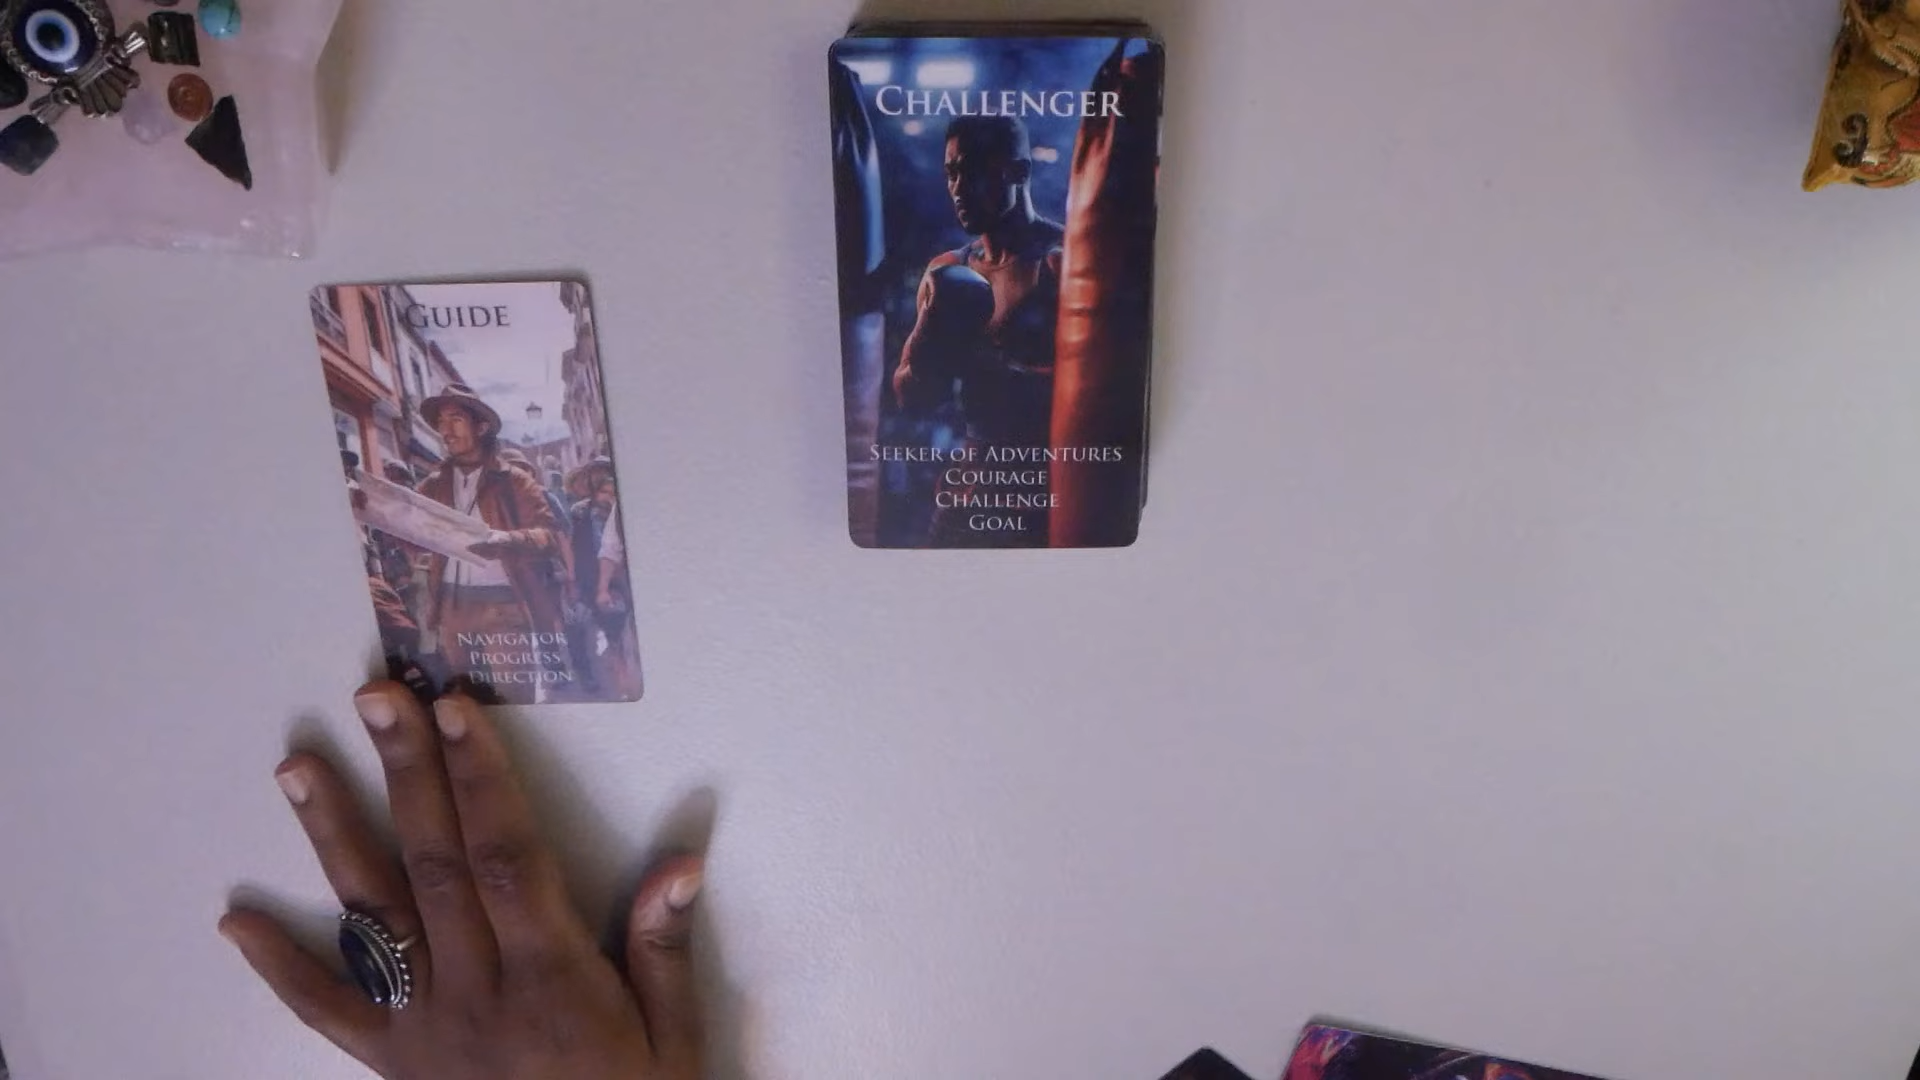 CHALLENGER
SEEKER OF ADVENTURES
COURAGE
CHALLENGE
GOAL
GUIDE
NAVIGATOR
PROGRESS
DIRECTION